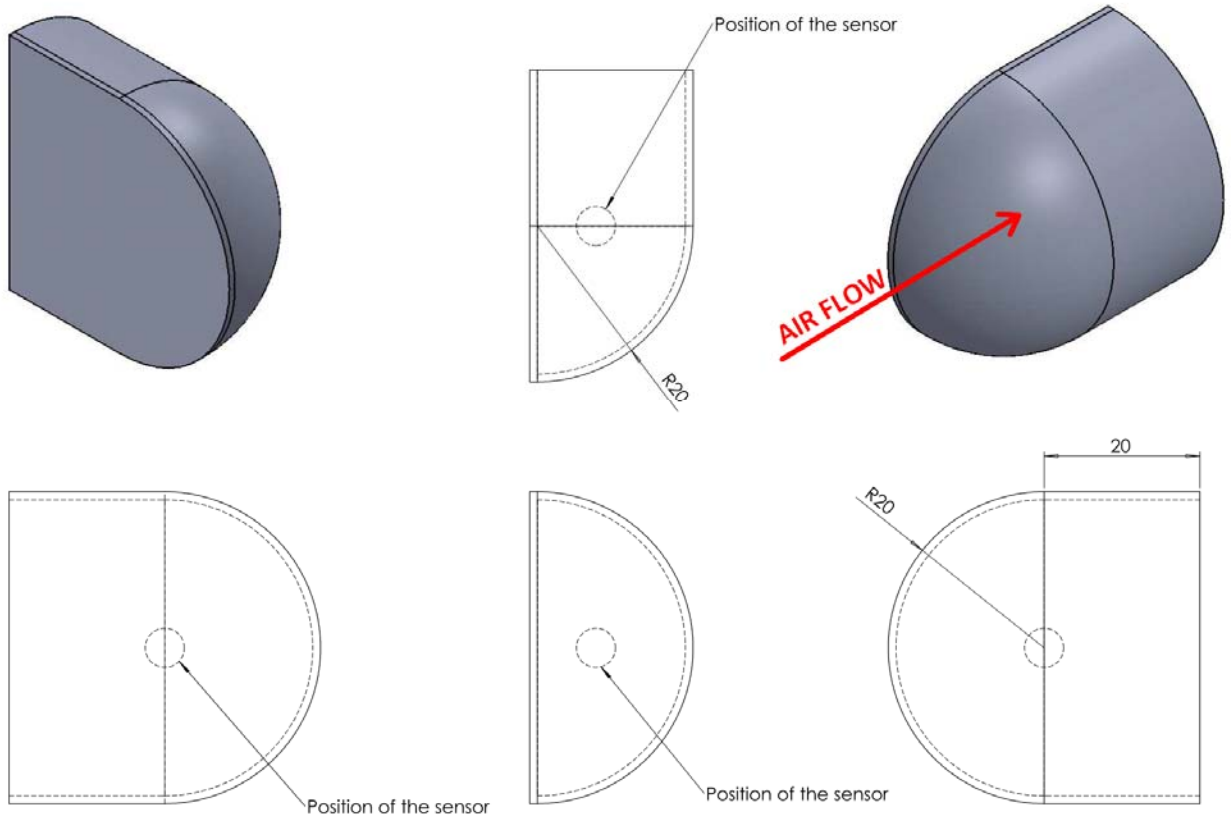 Position of the sensor
AIR FLOW
R20
20
R20
Position of the sensor
Position of the sensor